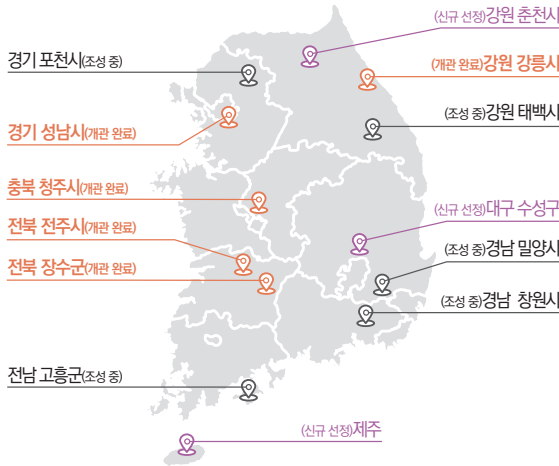 (신규 선정)강원 춘천시
경기 포천시(조성 중)
(개관 완료)강원 강릉시
(조성 중)강원 태백시
경기 성남시(개관 완료)
충북 청주시(개관 완료)
(신규 선정)대구 수성구
전북 전주시(개관 완료)
(조성 중)경남 밀양시
전북 장수군(개관 완료)
(조성 중)경남 창원시
전남 고흥군(조성 중)
(신규 선정)제주